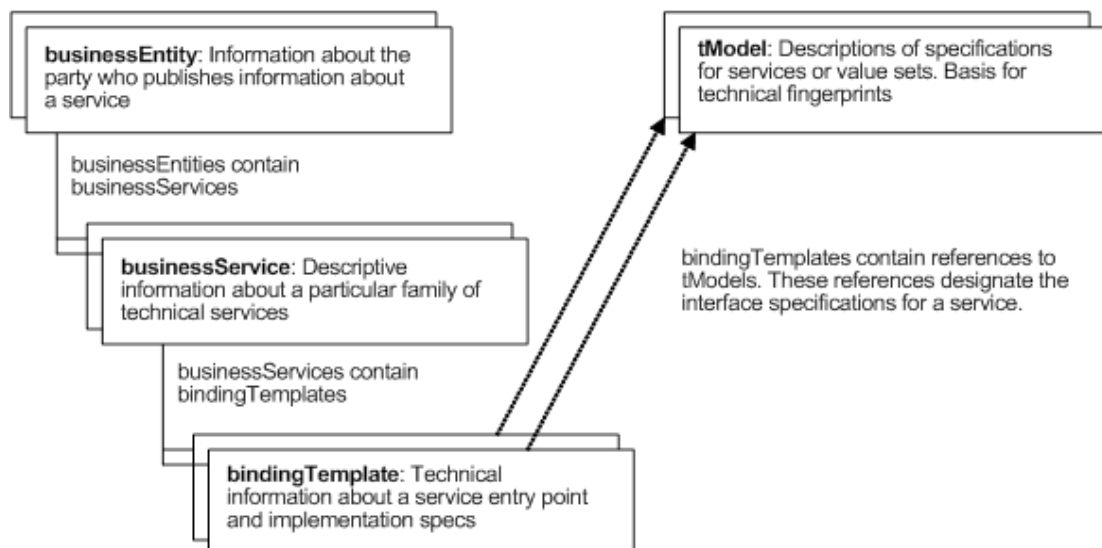 businessEntity: Information about the
party who publishes information about
a service
tModel: Descriptions of specifications
for services or value sets. Basis for
technical fingerprints
businessEntities contain
businessServices
businessService: Descriptive
information about a particular family of
technical services
bindingTemplates contain references to
tModels. These references designate the
interface specifications for a service.
businessServices contain
bindingTemplates
bindingTemplate: Technical
information about a service entry point
and implementation specs